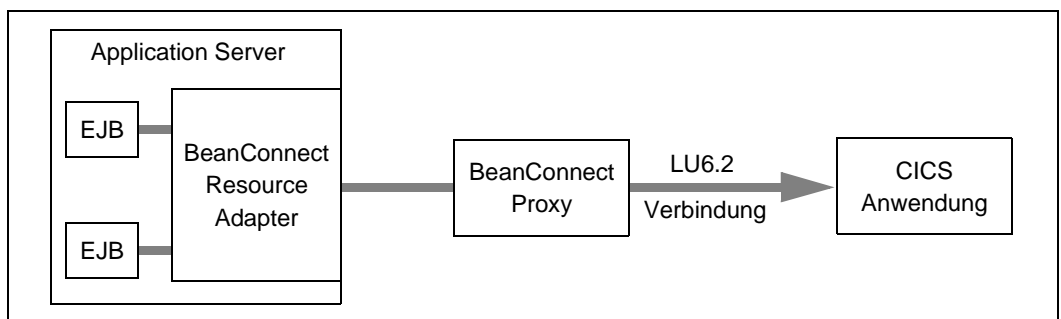 Application Server
EJB
BeanConnect
Resource
Adapter
EJB
BeanConnect
Proxy
LU6.2
Verbindung
CICS
Anwendung